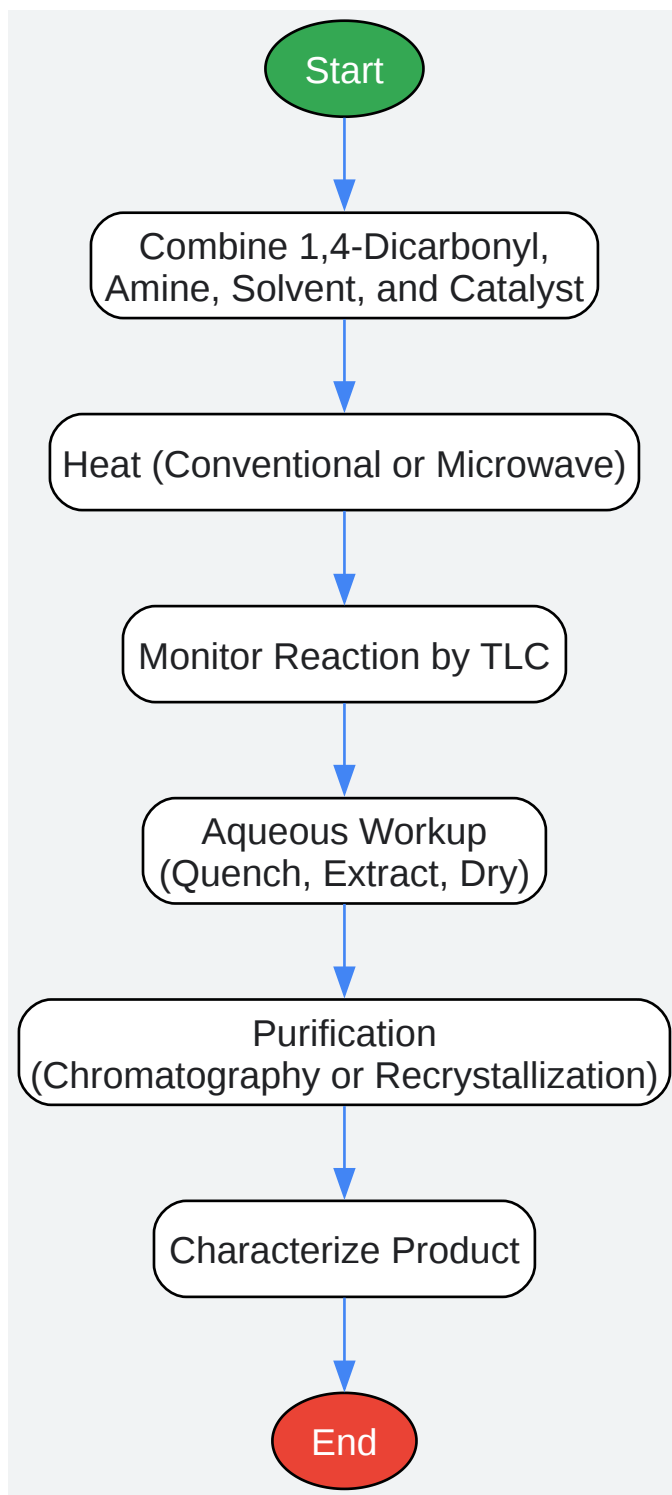 Start
Combine 1,4-Dicarbonyl,
Amine, Solvent, and Catalyst
Heat (Conventional or Microwave)
Monitor Reaction by TLC
Aqueous Workup
(Quench, Extract, Dry)
Purification
(Chromatography or Recrystallization)
Characterize Product
End